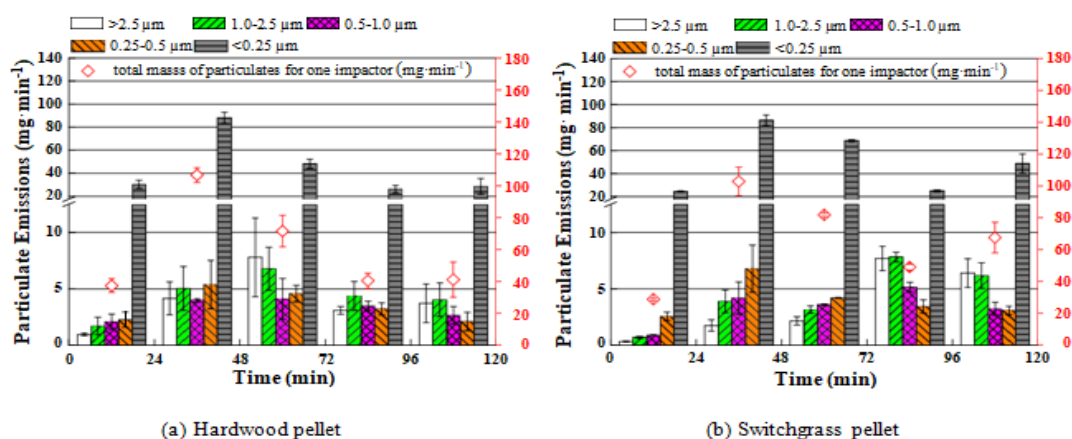 >2.5 µm 1.0-2.5 µm 0.5-1.0 µm
0.25-0.5 µm <0.25 µm
total masss of particulates for one impactor (mg·min⁻¹)
Particulate Emissions (mg· min⁻¹)
140
120
100
80
60
40
20
10
5
0
180
160
140
120
100
80
60
40
20
0
0 24 48 72 96 120
Time (min)
(a) Hardwood pellet
>2.5 µm 1.0-2.5 µm 0.5-1.0 µm
0.25-0.5 µm <0.25 µm
total mass of particulates for one impactor (mg·min⁻¹)
Particulate Emissions (mg· min⁻¹)
140
120
100
80
60
40
20
10
5
0
180
160
140
120
100
80
60
40
20
0
0 24 48 72 96 120
Time (min)
(b) Switchgrass pellet